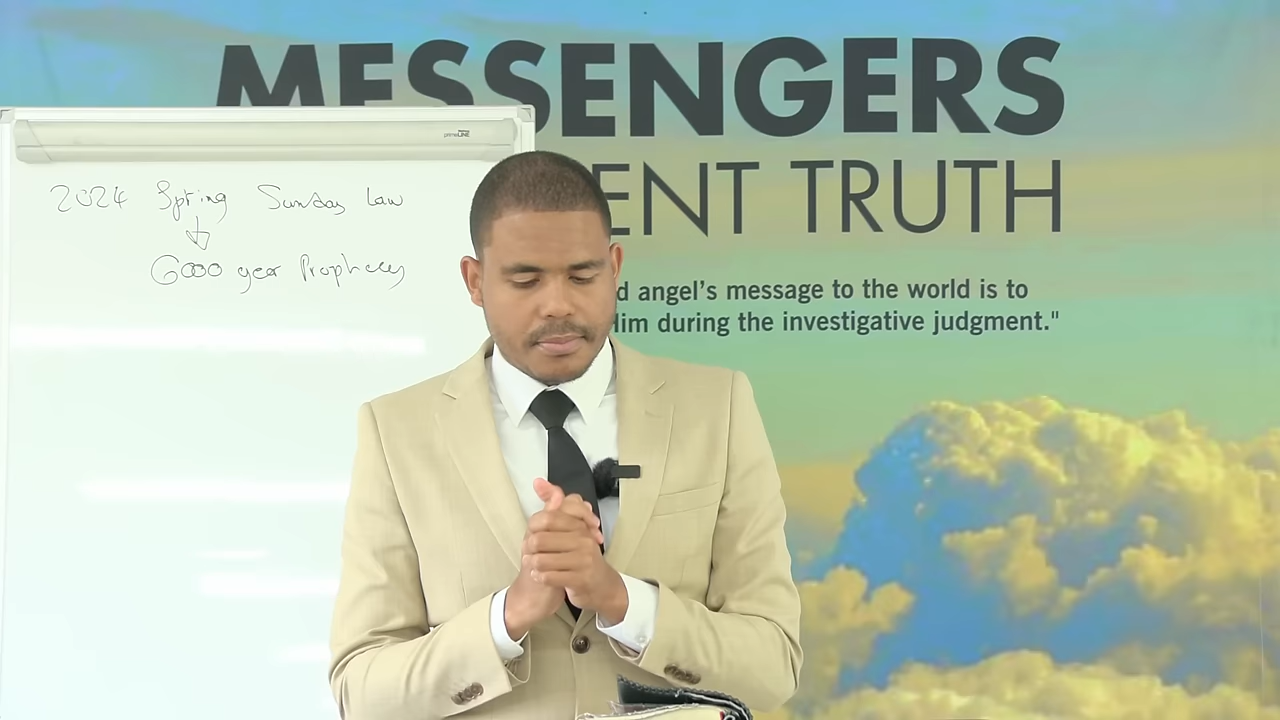 MESSENGERS
ENT TRUTH
d angel's message to the world is to
Him during the investigative judgment."
2024 Spring Sunday Law
6000 year Prophecy